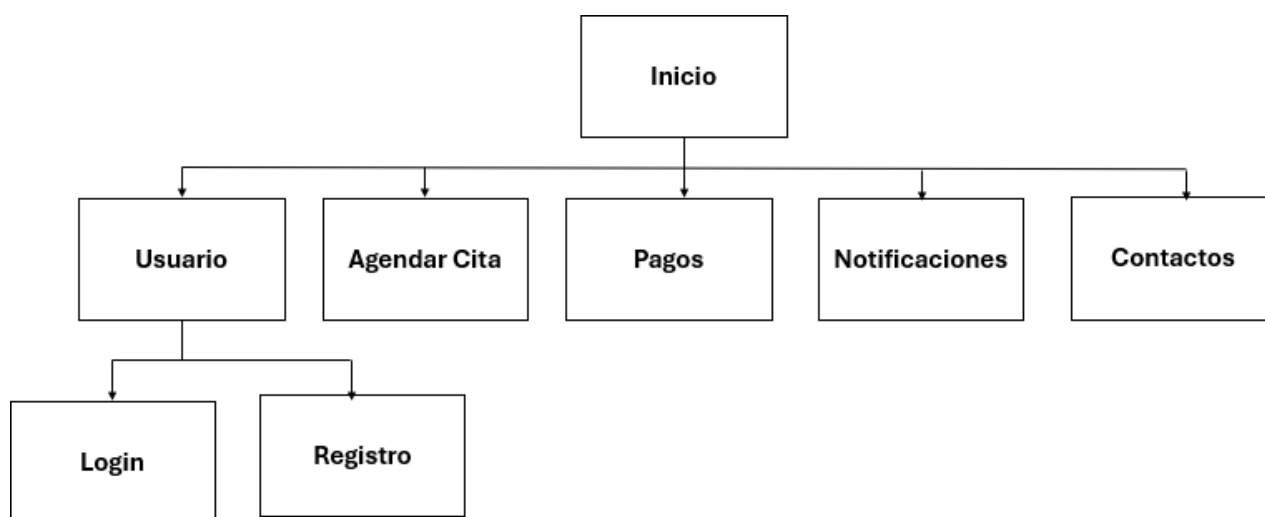 Inicio
Usuario
Agendar Cita
Pagos
Notificaciones
Contactos
Login
Registro